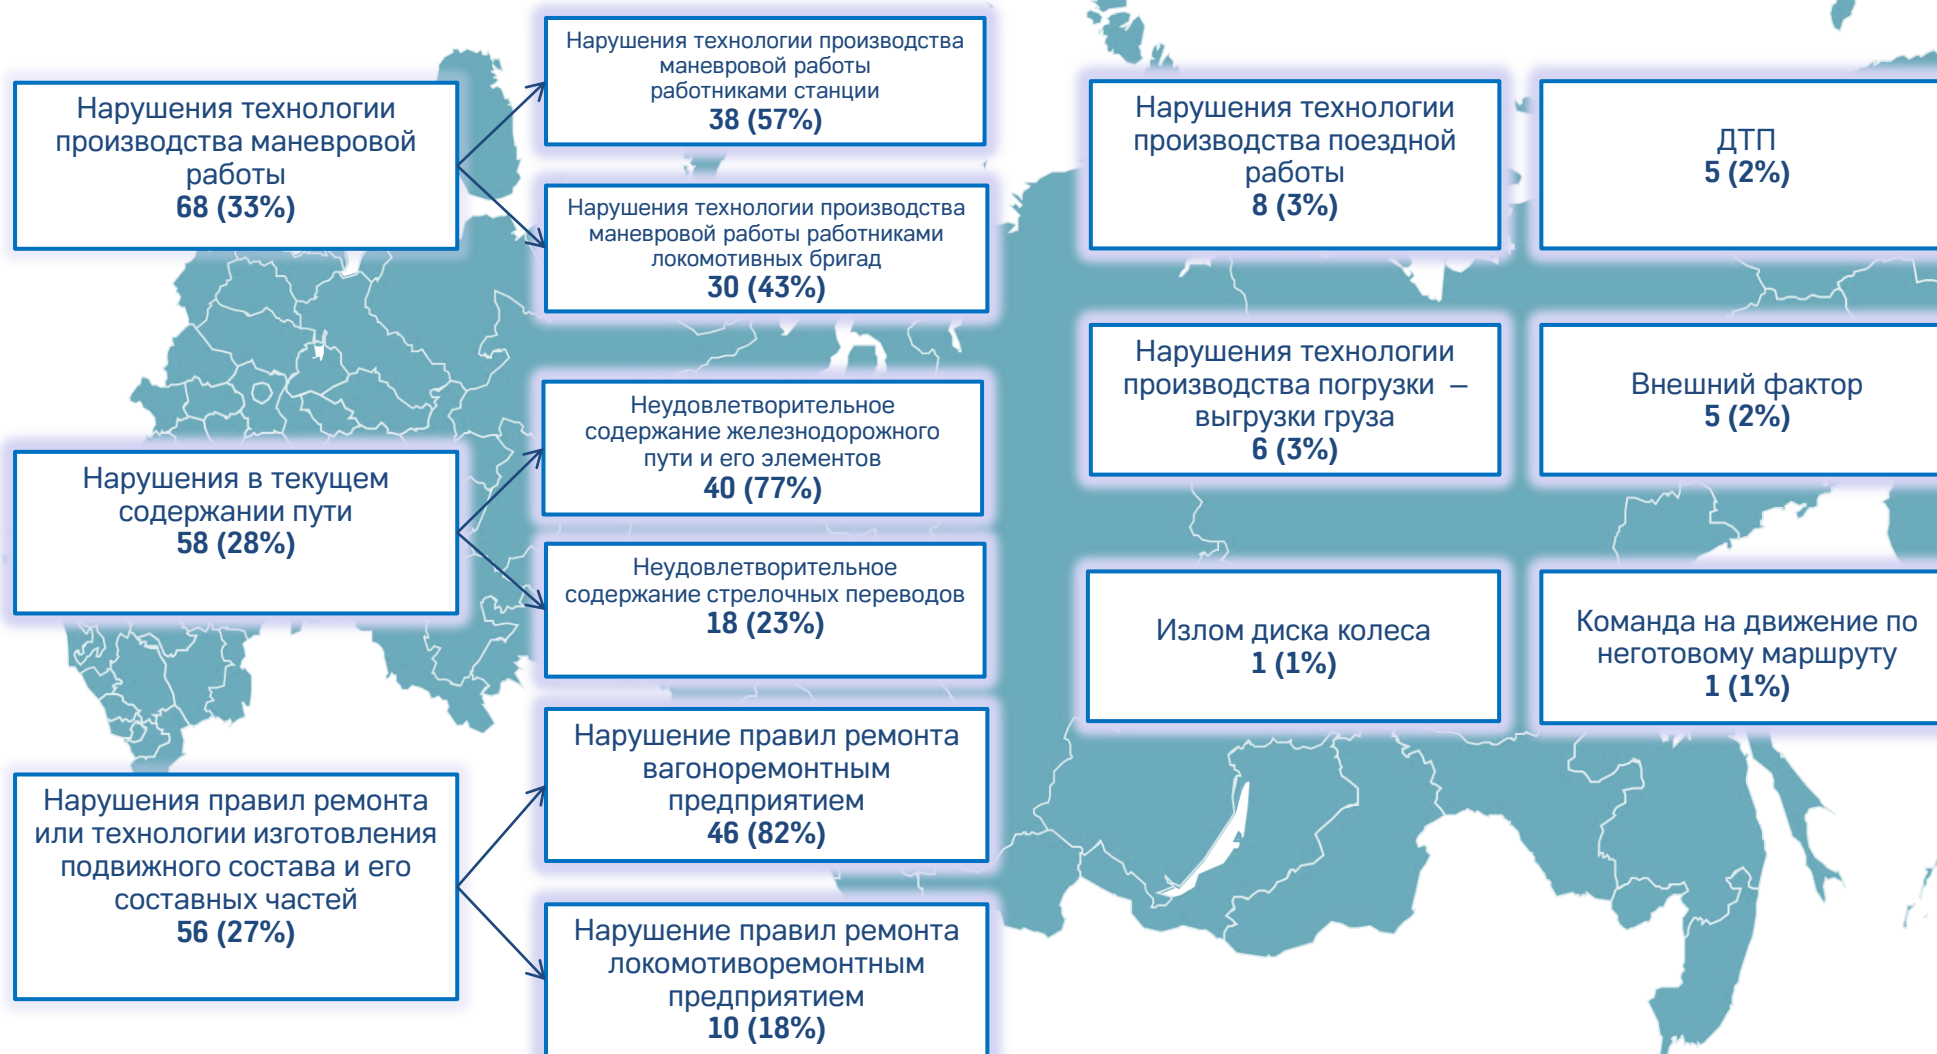 Нарушения технологии
производства маневровой
работы
68 (33%)
Нарушения технологии производства
маневровой работы
работниками станции
38 (57%)
Нарушения технологии производства
маневровой работы работниками
локомотивных бригад
30 (43%)
Нарушения в текущем
содержании пути
58 (28%)
Неудовлетворительное
содержание железнодорожного
пути и его элементов
40 (77%)
Неудовлетворительное
содержание стрелочных переводов
18 (23%)
Нарушения правил ремонта
или технологии изготовления
подвижного состава и его
составных частей
56 (27%)
Нарушение правил ремонта
вагоноремонтным
предприятием
46 (82%)
Нарушение правил ремонта
локомотиворемонтным
предприятием
10 (18%)
Нарушения технологии
производства поездной
работы
8 (3%)
ДТП
5 (2%)
Нарушения технологии
производства погрузки –
выгрузки груза
6 (3%)
Внешний фактор
5 (2%)
Излом диска колеса
1 (1%)
Команда на движение по
неготовому маршруту
1 (1%)